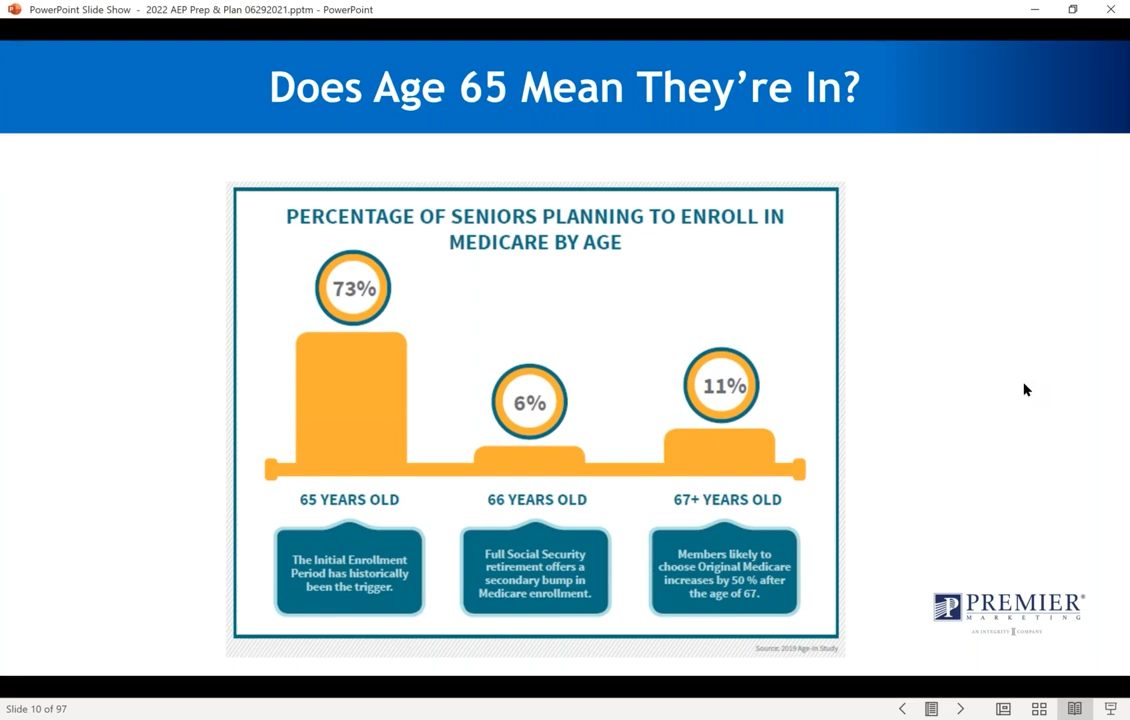 PowerPoint Slide Show - 2022 AEP Prep & Plan 06292021.pptm - PowerPoint
Does Age 65 Mean They're In?
PERCENTAGE OF SENIORS PLANNING TO ENROLL IN
MEDICARE BY AGE
73%
6%
11%
65 YEARS OLD
66 YEARS OLD
67+ YEARS OLD
The Initial Enrollment
Period has historically
been the trigger.
Full Social Security
retirement offers a
secondary bump in
Medicare enrollment.
Members likely to
choose Original Medicare
increases by 50 % after
the age of 67.
P PREMIER®
MARKETING
AN INTEGRITY COMPANY
Source: 2019 Age-in Study
Slide 10 of 97